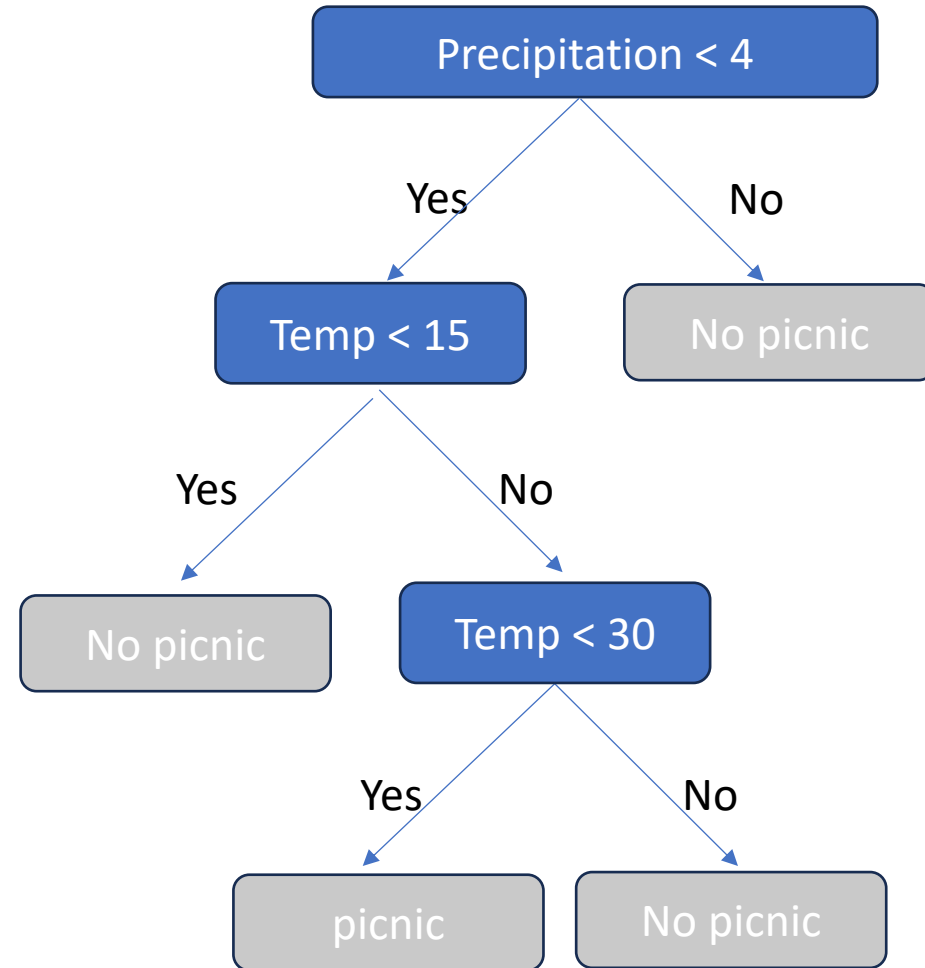 Precipitation < 4
Yes
No
Temp < 15
No picnic
Yes
No
No picnic
Temp < 30
Yes
No
picnic
No picnic